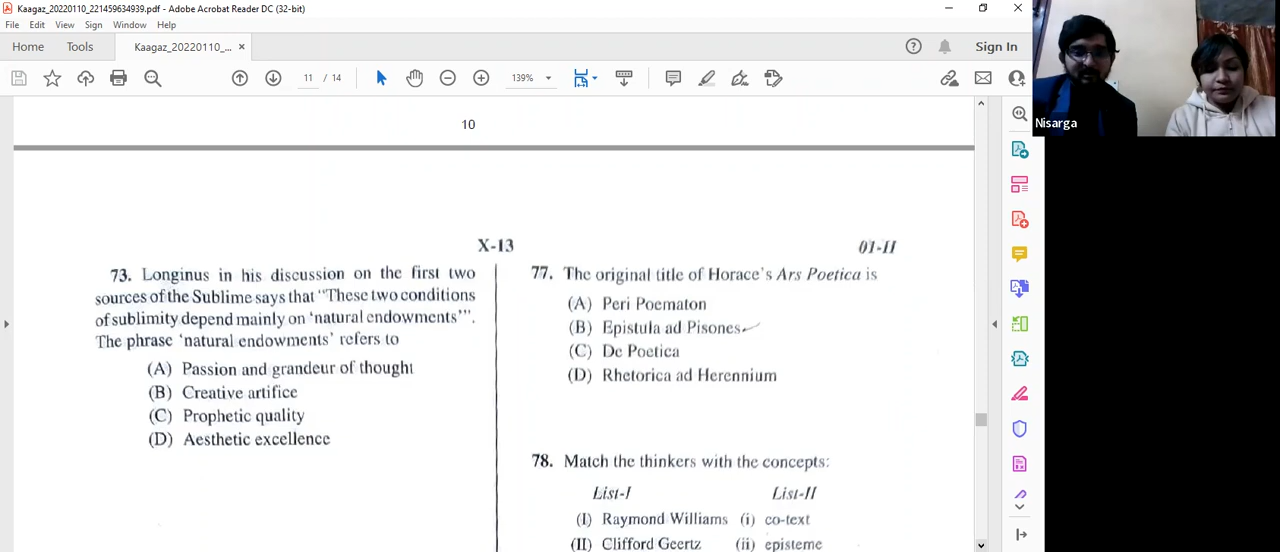 Kaagaz_20220110_221459634939.pdf - Adobe Acrobat Reader DC (32-bit)
File Edit View Sign Window Help
Home Tools Kaagaz_20220110_... × Sign In
11 / 14 139%
Nisarga
10
X-13 01-II
73. Longinus in his discussion on the first two
sources of the Sublime says that "These two conditions
of sublimity depend mainly on 'natural endowments'".
The phrase 'natural endowments' refers to
(A) Passion and grandeur of thought
(B) Creative artifice
(C) Prophetic quality
(D) Aesthetic excellence
77. The original title of Horace's Ars Poetica is
(A) Peri Poematon
(B) Epistula ad Pisones
(C) De Poetica
(D) Rhetorica ad Herennium
78. Match the thinkers with the concepts:
List-I List-II
(I) Raymond Williams (i) co-text
(II) Clifford Geertz (ii) episteme